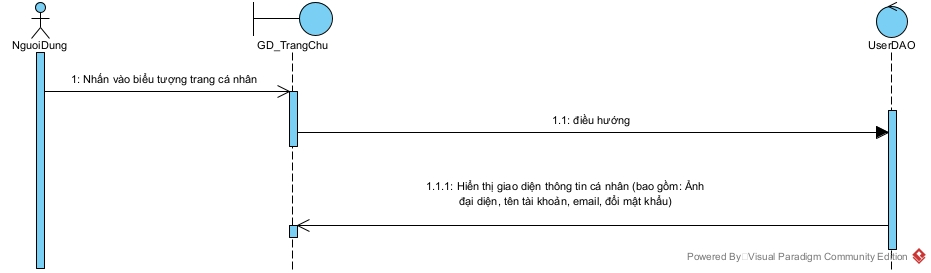 NguoiDung
GD_TrangChu
UserDAO
1: Nhấn vào biểu tượng trang cá nhân
1.1: điều hướng
1.1.1: Hiển thị giao diện thông tin cá nhân (bao gồm: Ảnh
đại diện, tên tài khoản, email, đổi mật khẩu)
Powered By Visual Paradigm Community Edition